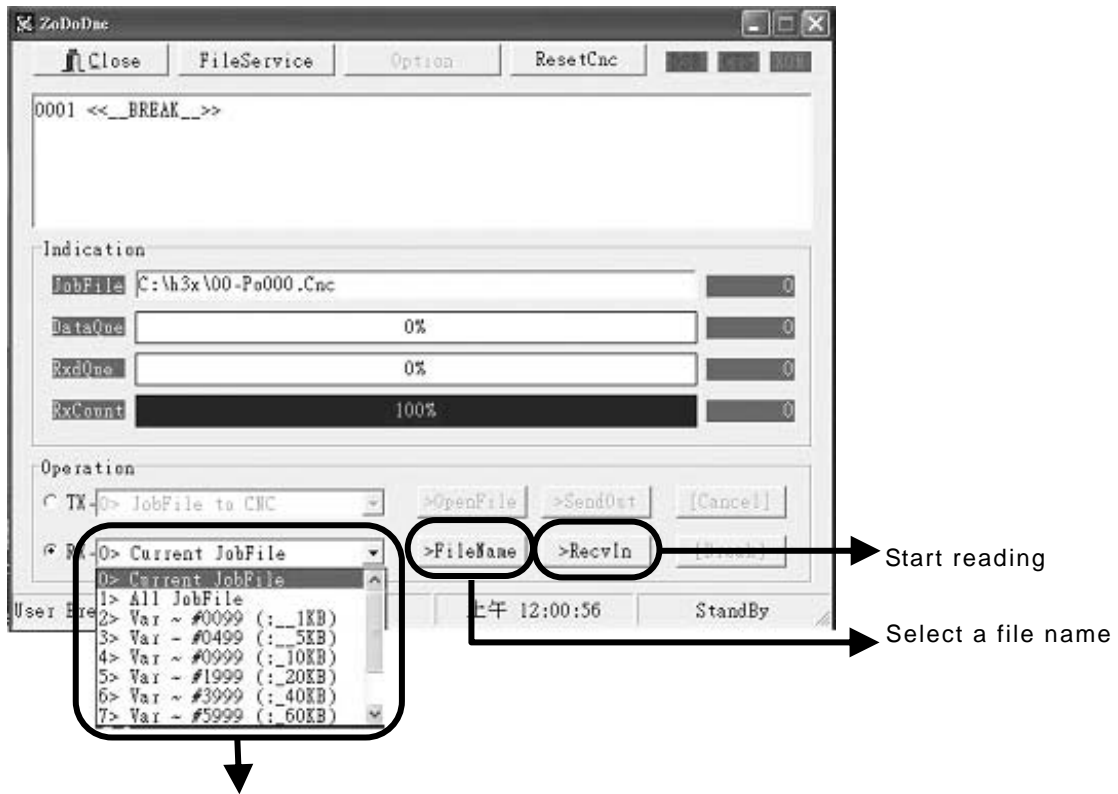 ZoDoDnc
Close FileService Option ResetCnc DSR CTS
0001 <<__BREAK__>>
Indication
JobFile C:\h3x\00-Po000.Cnc 0
DataQue 0% 0
RxdQue 0% 0
RxCount 100% 0
Operation
TX- 0> JobFile to CNC >OpenFile >SendOut [Cancel]
0> Current JobFile >FileName >RecvIn [Break]
Start reading
0> Current JobFile
1> All JobFile
User 上午 12:00:56 StandBy
2> Var ~ #0099 (:__1KB)
3> Var ~ #0499 (:__5KB)
Select a file name
4> Var ~ #0999 (:_10KB)
5> Var ~ #1999 (:_20KB)
6> Var ~ #3999 (:_40KB)
7> Var ~ #5999 (:_60KB)